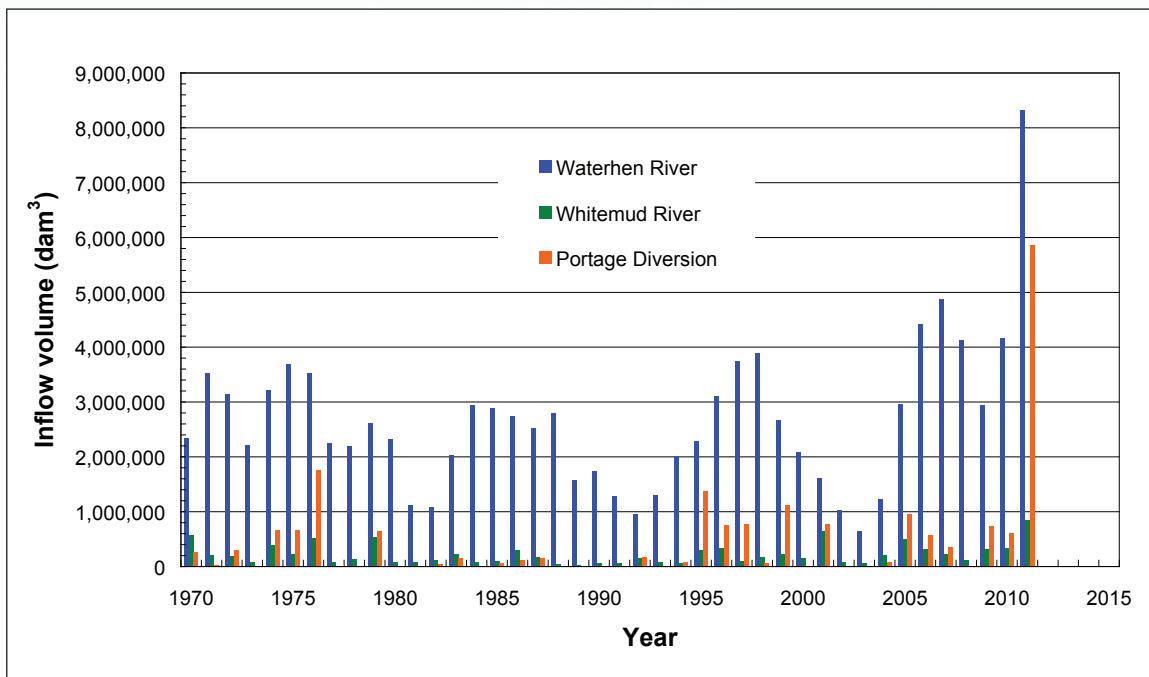 9,000,000
8,000,000
7,000,000
6,000,000
5,000,000
4,000,000
3,000,000
2,000,000
1,000,000
0
Inflow volume (dam³)
Waterhen River
Whitemud River
Portage Diversion
1970 1975 1980 1985 1990 1995 2000 2005 2010 2015
Year